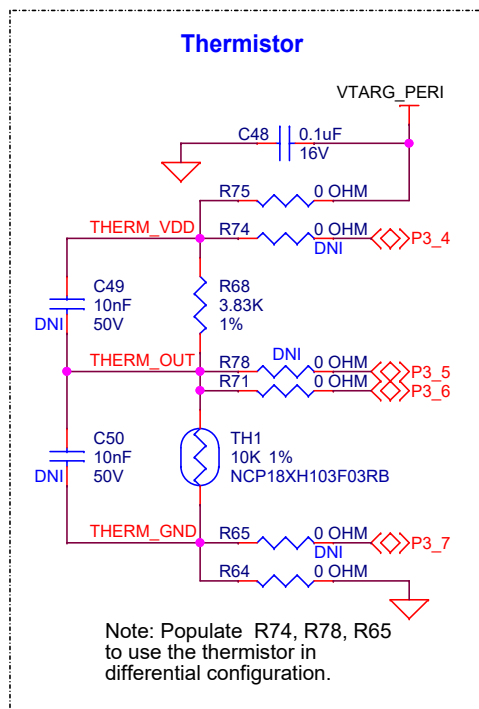 Thermistor
VTARG_PERI
C48 0.1uF
16V
R75 0 OHM
THERM_VDD R74 0 OHM
DNI P3_4
C49 R68
10nF 3.83K
DNI 50V 1%
DNI
THERM_OUT R78 0 OHM P3_5
R71 0 OHM P3_6
C50 TH1
10nF 10K 1%
DNI 50V NCP18XH103F03RB
THERM_GND R65 0 OHM
DNI P3_7
R64 0 OHM
Note: Populate R74, R78, R65
to use the thermistor in
differential configuration.